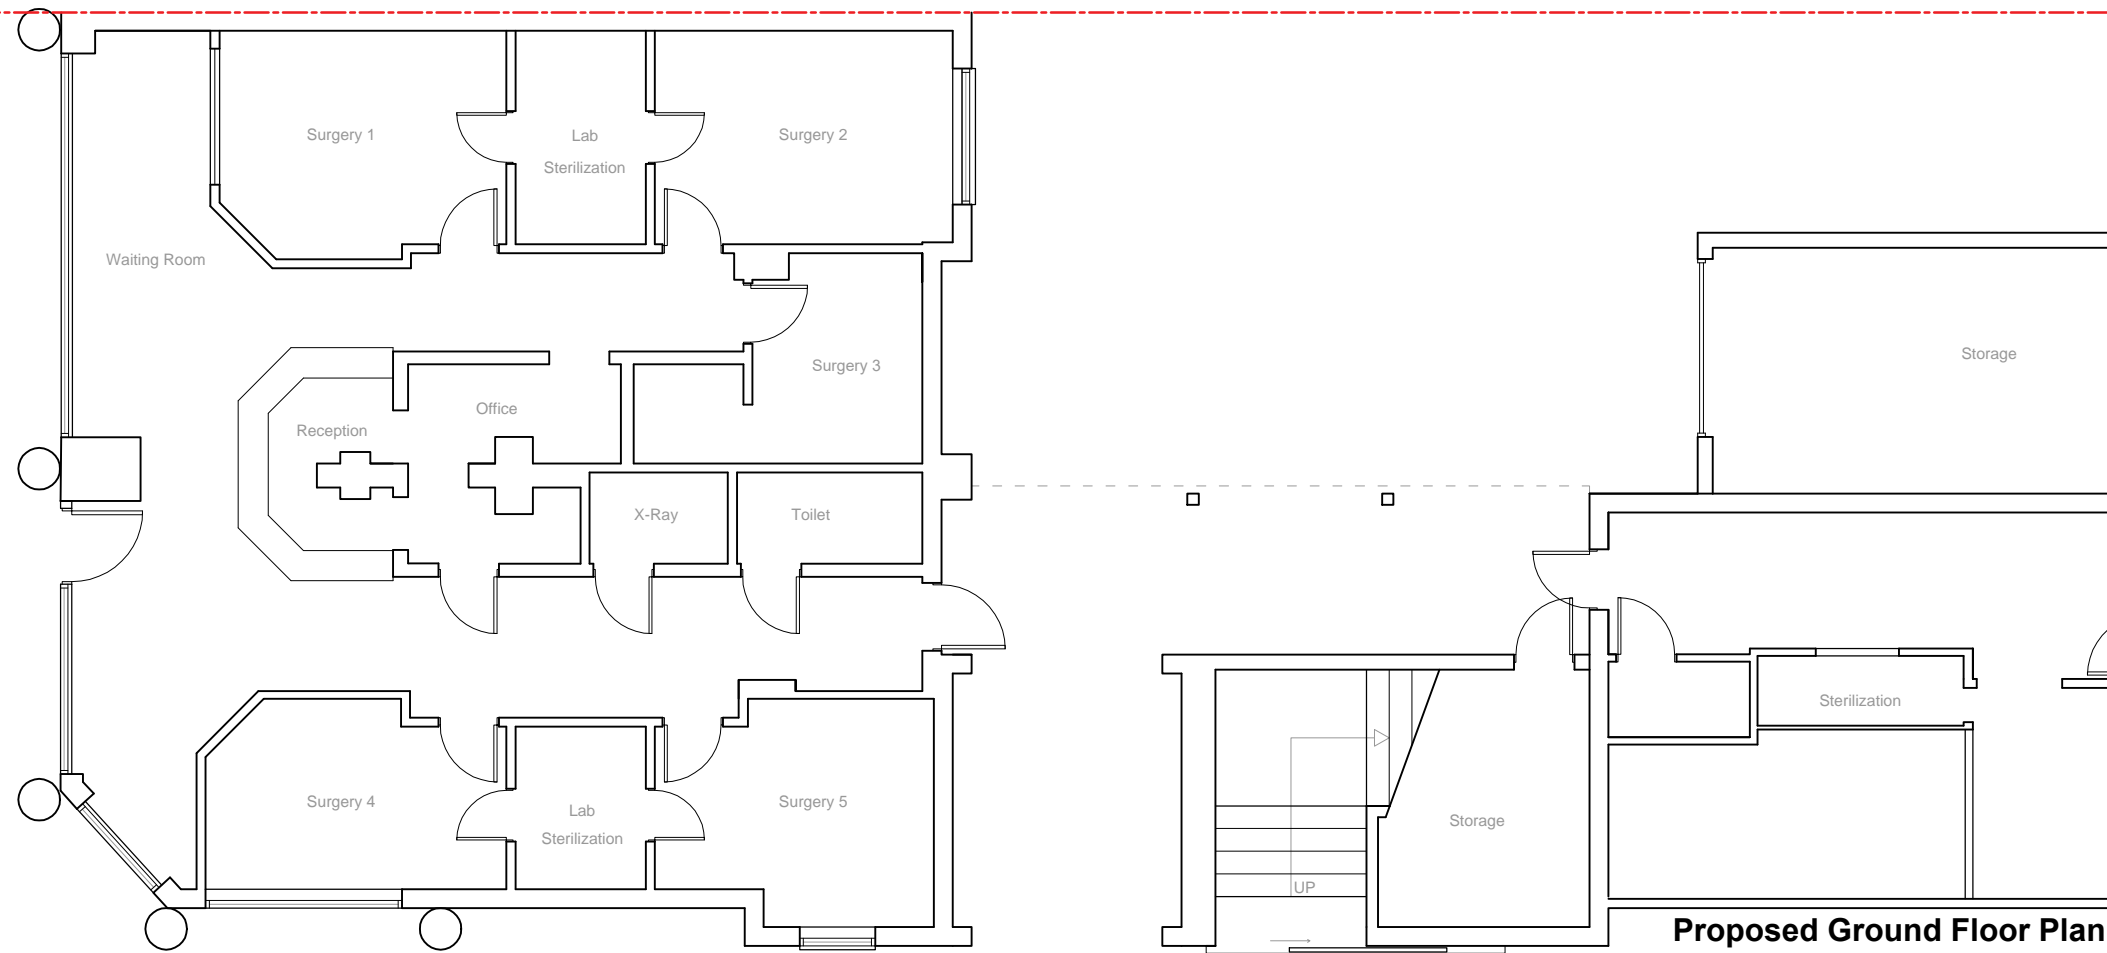 Surgery 1
Lab
Sterilization
Surgery 2
Waiting Room
Storage
Surgery 3
Office
Reception
X-Ray
Toilet
Sterilization
Surgery 4
Lab
Sterilization
Surgery 5
Storage
UP
Proposed Ground Floor Plan